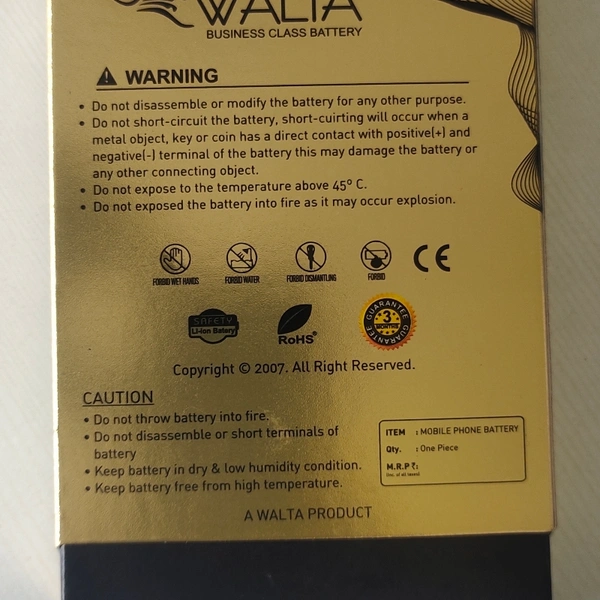 WALTA
BUSINESS CLASS BATTERY
WARNING
• Do not disassemble or modify the battery for any other purpose.
• Do not short-circuit the battery, short-cuirting will occur when a
metal object, key or coin has a direct contact with positive(+) and
negative(-) terminal of the battery this may damage the battery or
any other connecting object.
• Do not expose to the temperature above 45° C.
• Do not exposed the battery into fire as it may occur explosion.
FORBID WET HANDS
FORBID WATER
FORBID DISMANTLING
FORBID
CE
SAFETY
Li-ion Batery
RoHS
GUARANTEE
3
GUARANTEE
Copyright © 2007. All Right Reserved.
CAUTION
• Do not throw battery into fire.
• Do not disassemble or short terminals of
battery
• Keep battery in dry & low humidity condition.
• Keep battery free from high temperature.
ITEM : MOBILE PHONE BATTERY
Qty. : One Piece
M.R.P ₹:
(Inc. of all taxes)
A WALTA PRODUCT